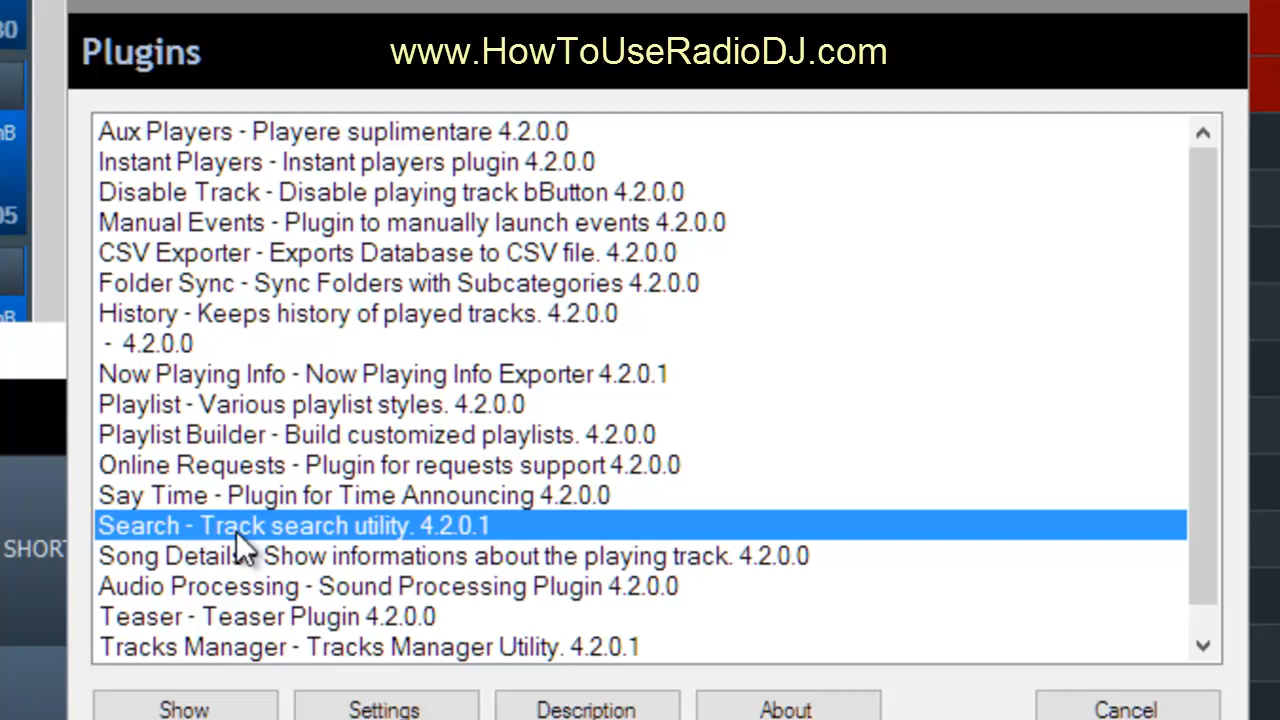 30
Plugins
www.HowToUseRadioDJ.com
Aux Players - Playere suplimentare 4.2.0.0
nB
Instant Players - Instant players plugin 4.2.0.0
Disable Track - Disable playing track bButton 4.2.0.0
05
Manual Events - Plugin to manually launch events 4.2.0.0
CSV Exporter - Exports Database to CSV file. 4.2.0.0
Folder Sync - Sync Folders with Subcategories 4.2.0.0
nB
History - Keeps history of played tracks. 4.2.0.0
- 4.2.0.0
Now Playing Info - Now Playing Info Exporter 4.2.0.1
Playlist - Various playlist styles. 4.2.0.0
Playlist Builder - Build customized playlists. 4.2.0.0
Online Requests - Plugin for requests support 4.2.0.0
Say Time - Plugin for Time Announcing 4.2.0.0
Search - Track search utility. 4.2.0.1
SHORT
Song Details - Show informations about the playing track. 4.2.0.0
Audio Processing - Sound Processing Plugin 4.2.0.0
Teaser - Teaser Plugin 4.2.0.0
Tracks Manager - Tracks Manager Utility. 4.2.0.1
Show
Settings
Description
About
Cancel